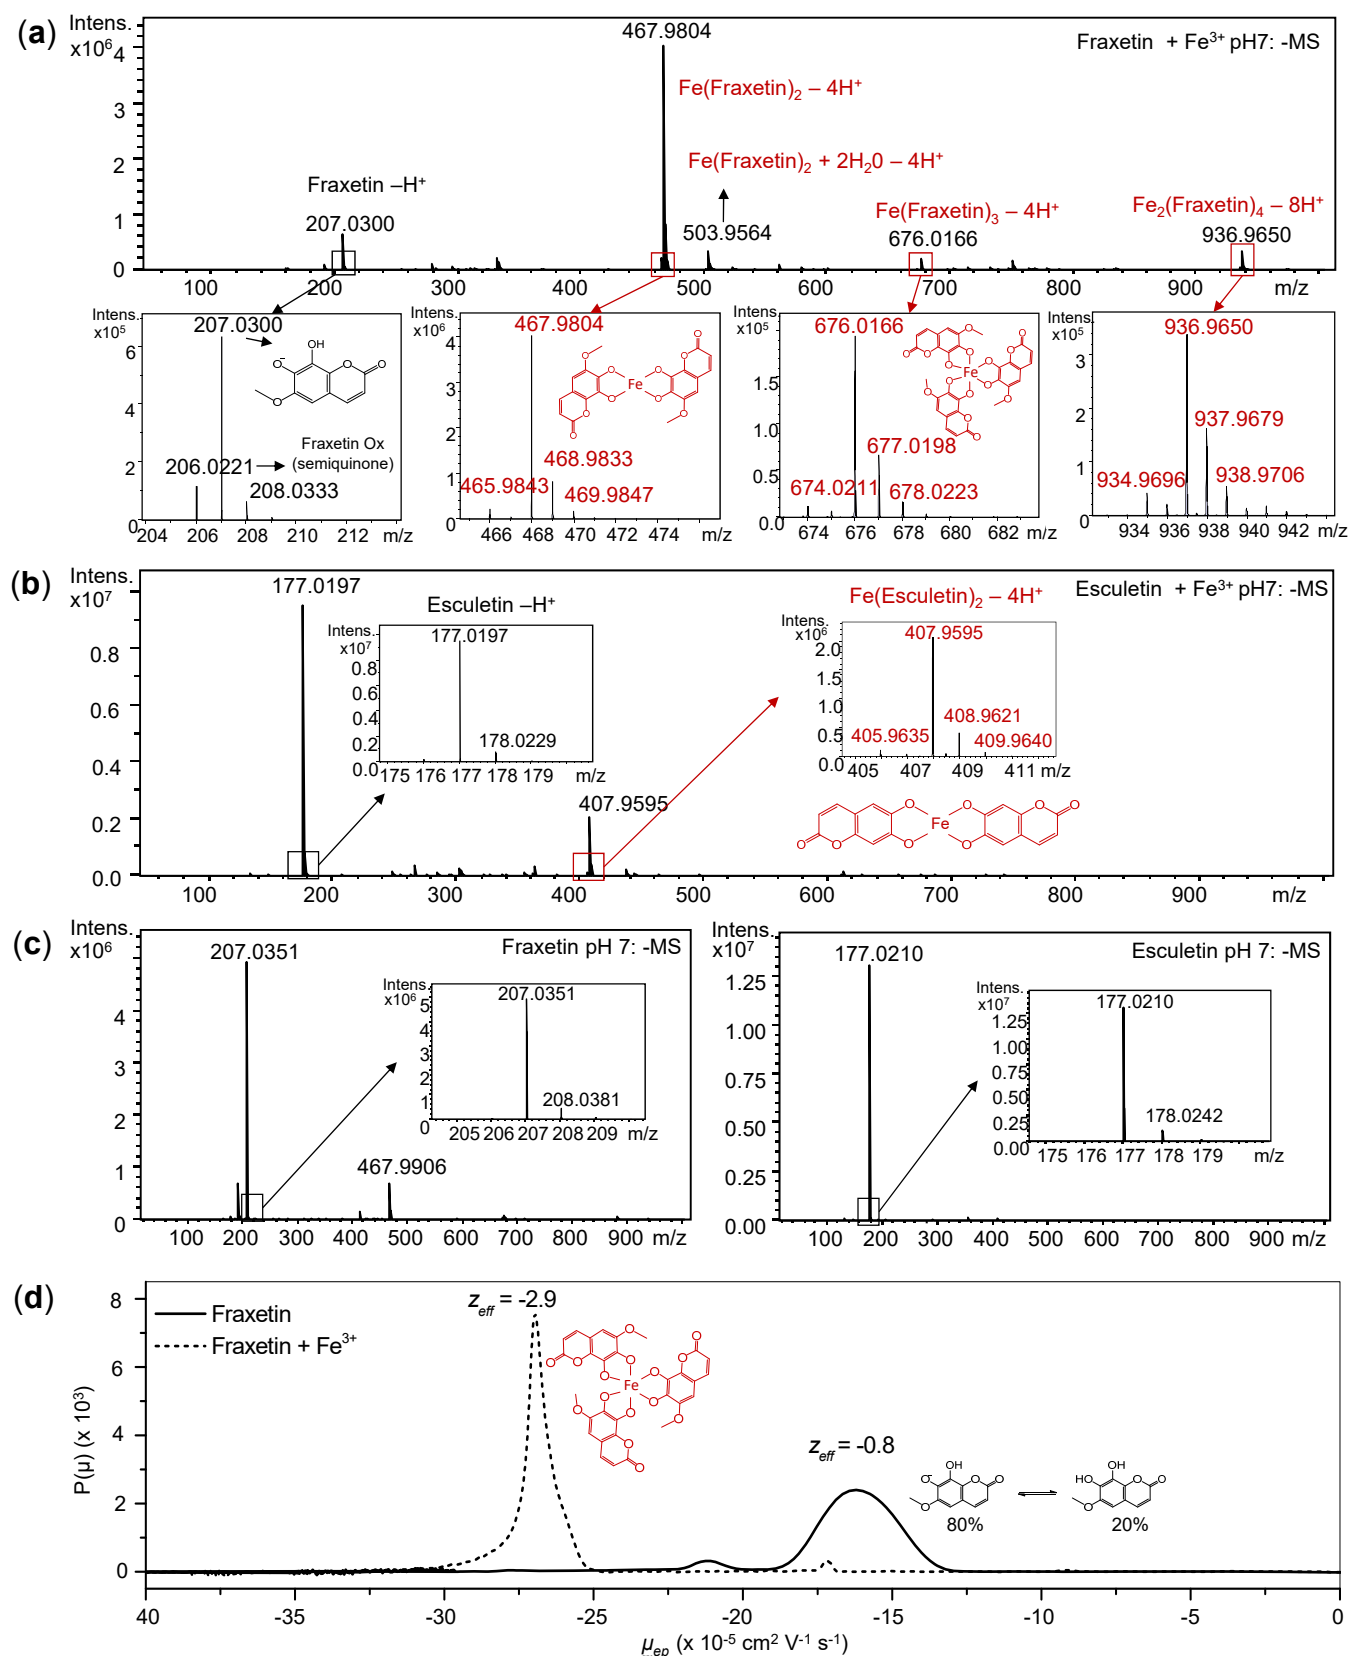 (a)
Intens.
x10⁶
4
3
2
1
0
467.9804
Fraxetin + Fe³⁺ pH7: -MS
Fe(Fraxetin)₂ – 4H⁺
Fe(Fraxetin)₂ + 2H₂0 – 4H⁺
Fraxetin –H⁺
207.0300
503.9564
Fe(Fraxetin)₃ – 4H⁺
676.0166
Fe₂(Fraxetin)₄ – 8H⁺
936.9650
100 200 300 400 500 600 700 800 900 m/z
Intens.
x10⁵
6
4
2
0
207.0300
OH
O⁻
O
O
O
Fraxetin Ox
(semiquinone)
206.0221
208.0333
204 206 208 210 212 m/z
Intens.
x10⁶
4
3
2
1
0
467.9804
Fe
468.9833
465.9843
469.9847
466 468 470 472 474 m/z
Intens.
x10⁵
1.5
1.0
0.5
0.0
676.0166
Fe
677.0198
674.0211
678.0223
674 676 678 680 682 m/z
Intens.
x10⁵
3
2
1
0
936.9650
937.9679
934.9696
938.9706
934 936 938 940 942 m/z
(b)
Intens.
x10⁷
0.8
0.6
0.4
0.2
0.0
177.0197
Esculetin + Fe³⁺ pH7: -MS
Esculetin –H⁺
Intens.
x10⁷
0.8
0.6
0.4
0.2
0.0
177.0197
178.0229
175 176 177 178 179 m/z
Fe(Esculetin)₂ – 4H⁺
Intens.
x10⁶
2.0
1.5
1.0
0.5
0.0
407.9595
408.9621
405.9635
409.9640
405 407 409 411 m/z
407.9595
Fe
100 200 300 400 500 600 700 800 900 m/z
(c)
Intens.
x10⁶
4
3
2
1
0
207.0351
Fraxetin pH 7: -MS
Intens.
x10⁶
5
4
3
2
1
0
207.0351
208.0381
205 206 207 208 209 m/z
467.9906
100 200 300 400 500 600 700 800 900 m/z
Intens.
x10⁷
1.25
1.00
0.75
0.50
0.25
0.00
177.0210
Esculetin pH 7: -MS
Intens.
x10⁷
1.25
1.00
0.75
0.50
0.25
0.00
177.0210
178.0242
175 176 177 178 179 m/z
100 200 300 400 500 600 700 800 900 m/z
(d)
P(μ) (x 10³)
8
6
4
2
0
Fraxetin
Fraxetin + Fe³⁺
z_eff = -2.9
Fe
z_eff = -0.8
OH
O⁻
O
O
O
80%
OH
HO
O
O
O
20%
40 -35 -30 -25 -20 -15 -10 -5 0
μ_ep (x 10⁻⁵ cm² V⁻¹ s⁻¹)